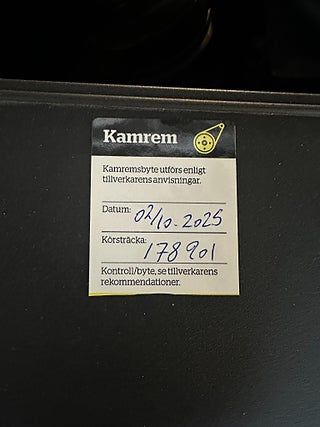 Kamrem
Kamremsbyte utförs enligt
tillverkarens anvisningar.
Datum: 02/10-2025
Körsträcka: 178901
Kontroll/byte, se tillverkarens
rekommendationer.